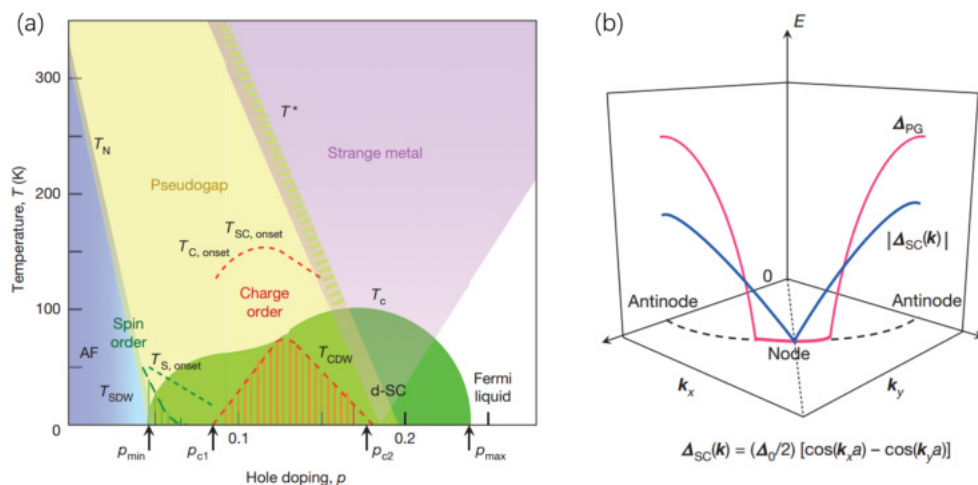 (a)
300
200
100
0
Temperature, T (K)
T_N
T*
Strange metal
Pseudogap
T_SC, onset
T_C, onset
Charge
order
T_c
Spin
order
AF
T_S, onset
T_CDW
T_SDW
d-SC
Fermi
liquid
0.1
0.2
p_min
p_c1
p_c2
p_max
Hole doping, p
(b)
E
Δ_PG
|Δ_SC(k)|
0
Antinode
Antinode
Node
k_x
k_y
Δ_SC(k) = (Δ_0/2) [cos(k_xa) – cos(k_ya)]